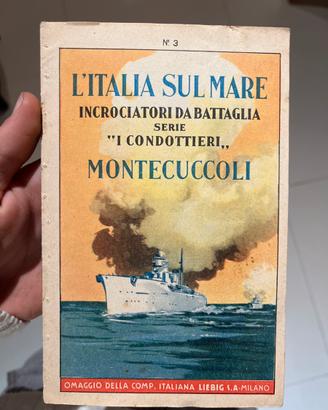 N° 3
L'ITALIA SUL MARE
INCROCIATORI DA BATTAGLIA
SERIE
"I CONDOTTIERI„
MONTECUCCOLI
OMAGGIO DELLA COMP. ITALIANA LIEBIG S.A-MILANO